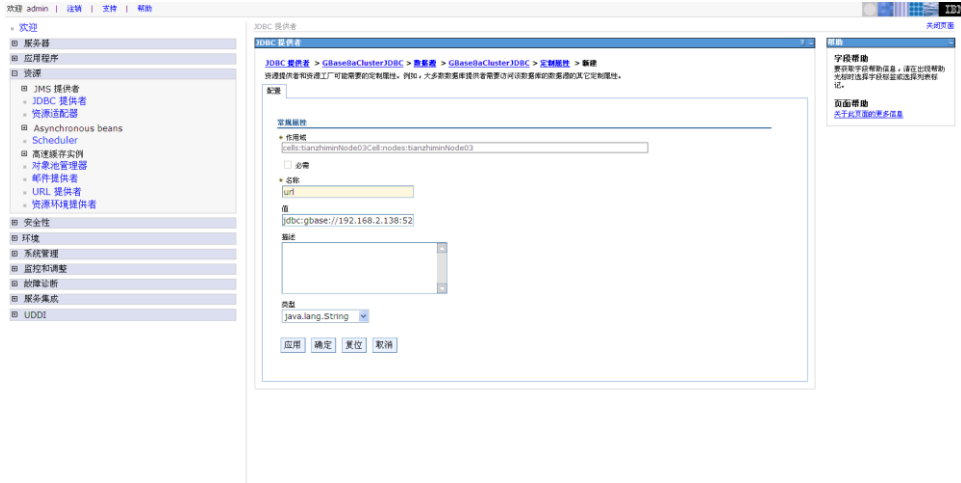 欢迎 admin | 注销 | 支持 | 帮助
IBM
欢迎
服务器
应用程序
资源
JMS 提供者
JDBC 提供者
资源适配器
Asynchronous beans
Scheduler
高速缓存实例
对象池管理器
邮件提供者
URL 提供者
资源环境提供者
安全性
环境
系统管理
监控和调整
故障诊断
服务集成
UDDI
JDBC 提供者
关闭页面
JDBC 提供者 ? -
JDBC 提供者 > GBase8aClusterJDBC > 数据源 > GBase8aClusterJDBC > 定制属性 > 新建
资源提供者和资源工厂可能需要的定制属性。例如，大多数数据库提供者需要访问该数据库的数据源的其它定制属性。
配置
常规属性
* 作用域
cells:tianzhiminNode03Cell:nodes:tianzhiminNode03
必需
* 名称
url
值
jdbc:gbase://192.168.2.138:52
描述
类型
java.lang.String
应用 确定 复位 取消
帮助 -
字段帮助
要获取字段帮助信息，请在出现帮助
光标时选择字段标签或选择列表标
记。
页面帮助
关于此页面的更多信息